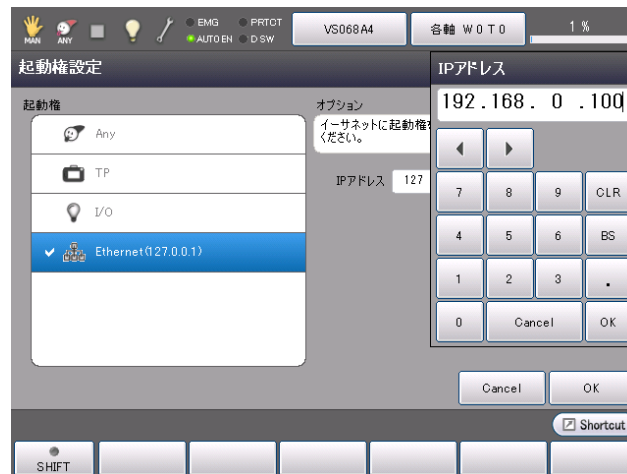 MAN ANY EMG PRTCT
AUTO EN D SW
VS068A4
各軸 W0T0
1 %
起動権設定
IPアドレス
192.168. 0 .100
起動権
オプション
イーサネットに起動権
ください。
Any
TP
I/O
Ethernet(127.0.0.1)
IPアドレス 127
7 8 9 CLR
4 5 6 BS
1 2 3 .
0 Cancel OK
Cancel OK
Shortcut
SHIFT